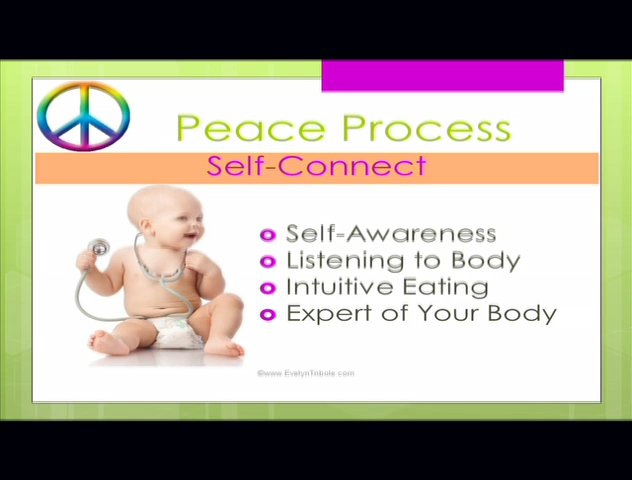 Peace Process
Self-Connect
Self-Awareness
Listening to Body
Intuitive Eating
Expert of Your Body
©www.EvelynTribole.com